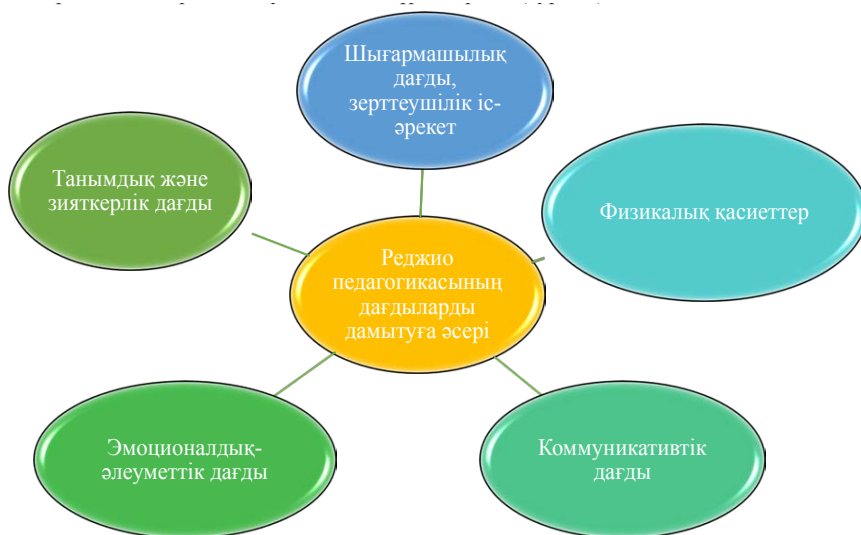 Шығармашылық
дағды,
зерттеушілік іс-
әрекет
Танымдық және
зияткерлік дағды
Физикалық қасиеттер
Реджио
педагогикасының
дағдыларды
дамытуға әсері
Эмоционалдық-
әлеуметтік дағды
Коммуникативтік
дағды